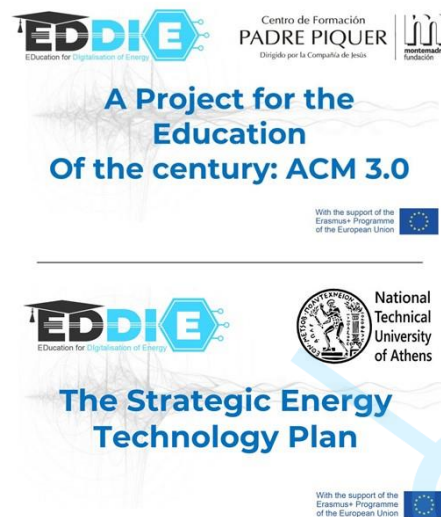 EDDIE
EDucation for Digitalisation of Energy
Centro de Formación
PADRE PIQUER
Dirigido por la Compañía de Jesús
montemadr
fundación
A Project for the
Education
Of the century: ACM 3.0
With the support of the
Erasmus+ Programme
of the European Union
EDDIE
EDucation for Digitalisation of Energy
National
Technical
University
of Athens
The Strategic Energy
Technology Plan
With the support of the
Erasmus+ Programme
of the European Union